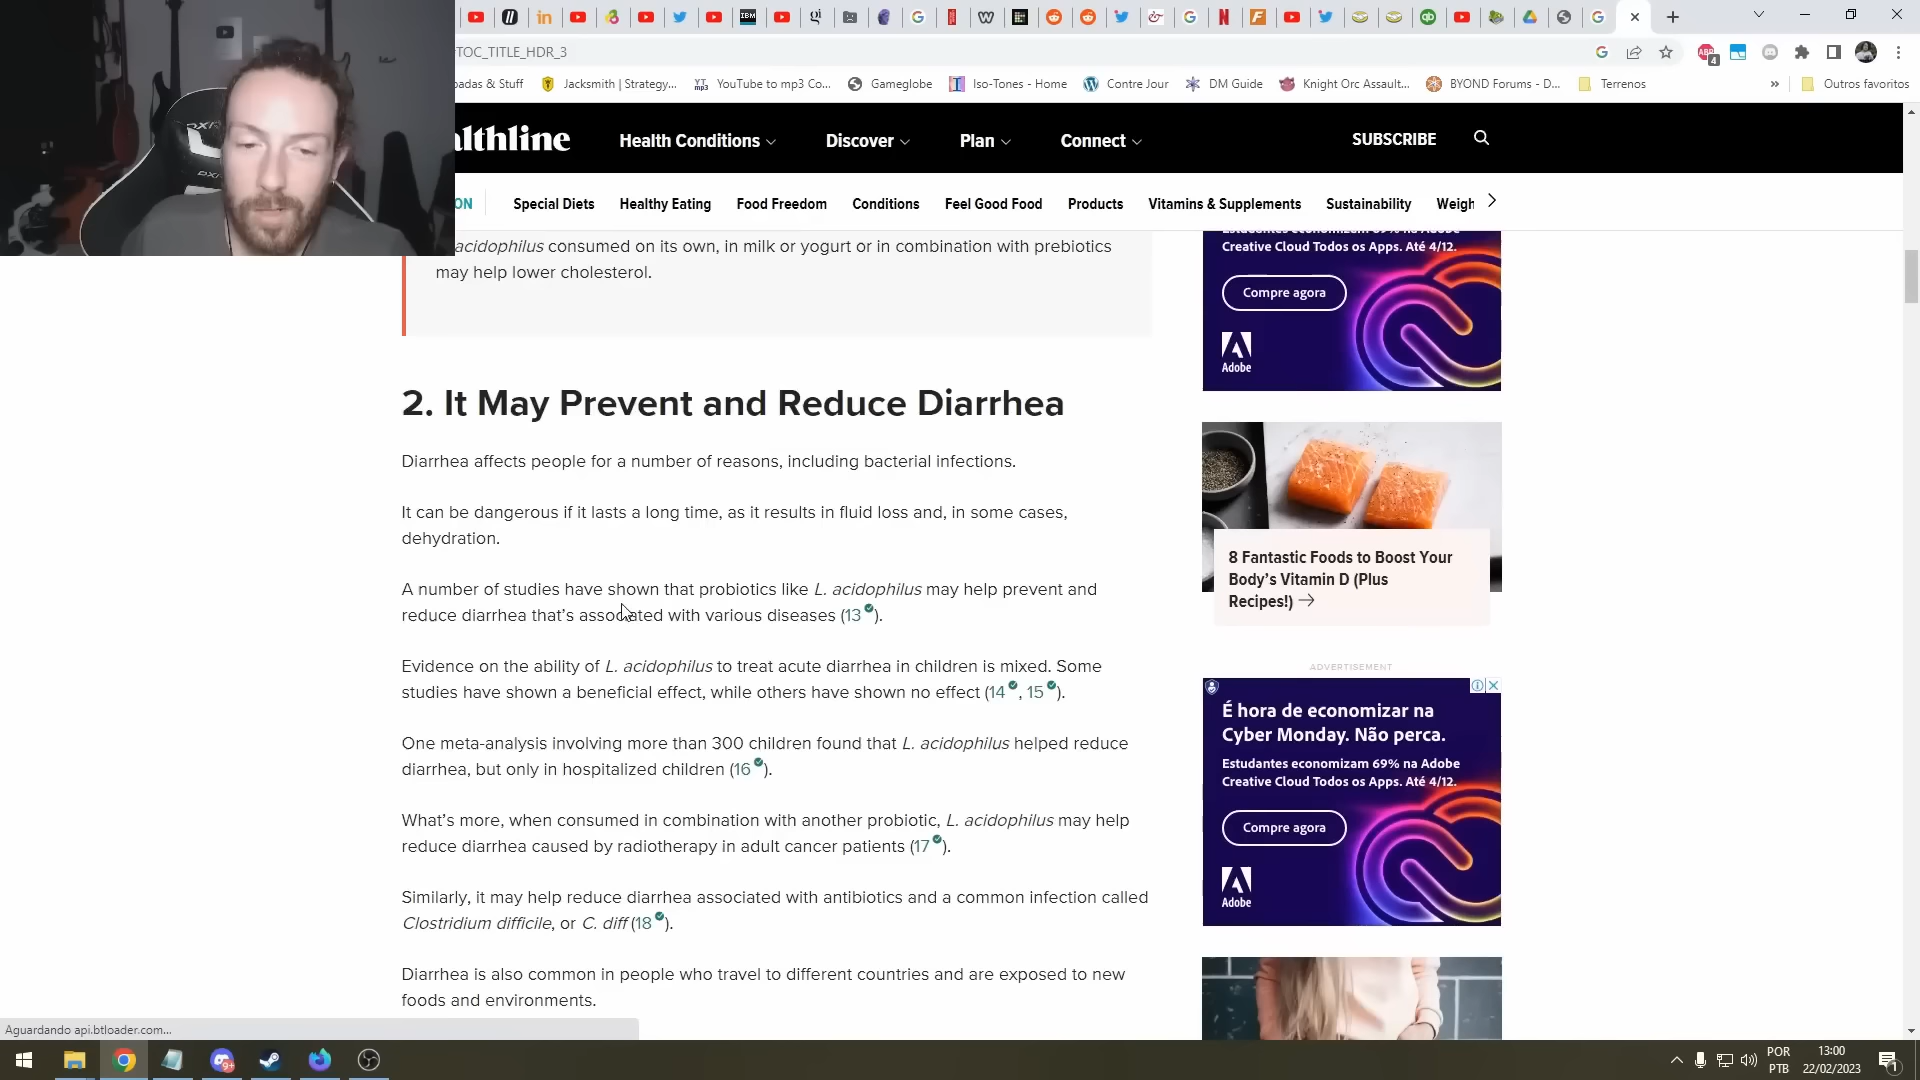 TOC_TITLE_HDR_3
oadas & Stuff
Jacksmith | Strategy...
YouTube to mp3 Co...
Gameglobe
Iso-Tones - Home
Contre Jour
DM Guide
Knight Orc Assault...
BYOND Forums - D...
Terrenos
»
Outros favoritos
althline
Health Conditions
Discover
Plan
Connect
SUBSCRIBE
ON
Special Diets
Healthy Eating
Food Freedom
Conditions
Feel Good Food
Products
Vitamins & Supplements
Sustainability
Weigh
acidophilus consumed on its own, in milk or yogurt or in combination with prebiotics
may help lower cholesterol.
Creative Cloud Todos os Apps. Até 4/12.
Compre agora
Adobe
2. It May Prevent and Reduce Diarrhea
Diarrhea affects people for a number of reasons, including bacterial infections.
It can be dangerous if it lasts a long time, as it results in fluid loss and, in some cases,
dehydration.
A number of studies have shown that probiotics like L. acidophilus may help prevent and
reduce diarrhea that’s associated with various diseases (13).
Evidence on the ability of L. acidophilus to treat acute diarrhea in children is mixed. Some
studies have shown a beneficial effect, while others have shown no effect (14, 15).
One meta-analysis involving more than 300 children found that L. acidophilus helped reduce
diarrhea, but only in hospitalized children (16).
What’s more, when consumed in combination with another probiotic, L. acidophilus may help
reduce diarrhea caused by radiotherapy in adult cancer patients (17).
Similarly, it may help reduce diarrhea associated with antibiotics and a common infection called
Clostridium difficile, or C. diff (18).
Diarrhea is also common in people who travel to different countries and are exposed to new
foods and environments.
8 Fantastic Foods to Boost Your
Body’s Vitamin D (Plus
Recipes!)
ADVERTISEMENT
É hora de economizar na
Cyber Monday. Não perca.
Estudantes economizam 69% na Adobe
Creative Cloud Todos os Apps. Até 4/12.
Compre agora
Adobe
Aguardando api.btloader.com...
POR
PTB
13:00
22/02/2023